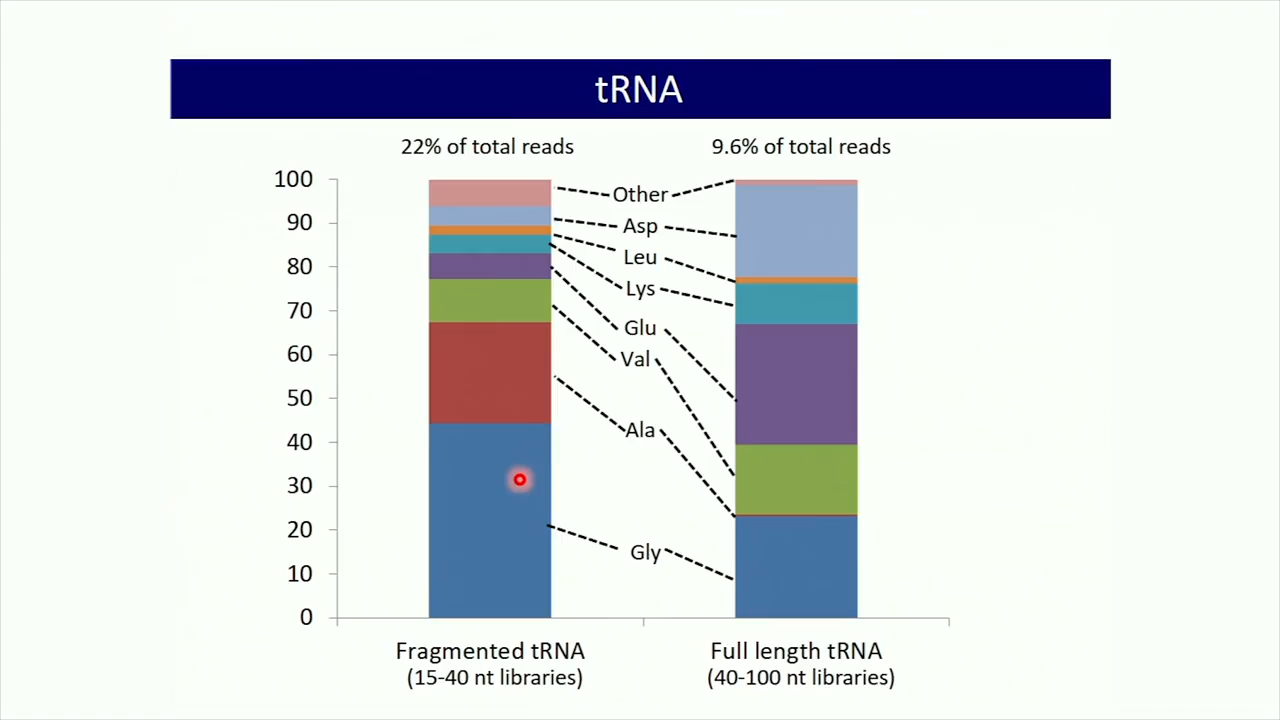 tRNA
22% of total reads
9.6% of total reads
100
90
80
70
60
50
40
30
20
10
0
Other
Asp
Leu
Lys
Glu
Val
Ala
Gly
Fragmented tRNA
(15-40 nt libraries)
Full length tRNA
(40-100 nt libraries)